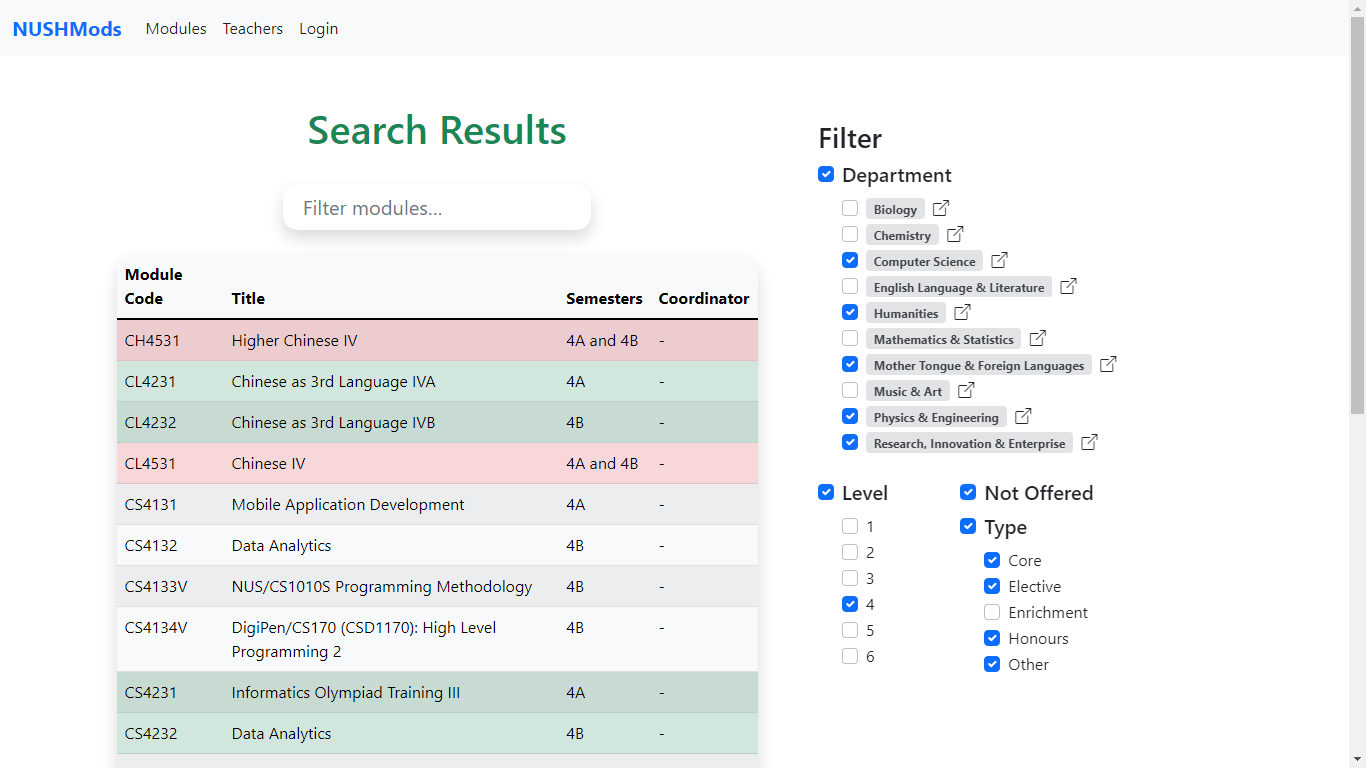 NUSHMods Modules Teachers Login
Search Results
Filter modules...
Module
Code Title Semesters Coordinator
CH4531 Higher Chinese IV 4A and 4B -
CL4231 Chinese as 3rd Language IVA 4A -
CL4232 Chinese as 3rd Language IVB 4B -
CL4531 Chinese IV 4A and 4B -
CS4131 Mobile Application Development 4A -
CS4132 Data Analytics 4B -
CS4133V NUS/CS1010S Programming Methodology 4B -
CS4134V DigiPen/CS170 (CSD1170): High Level 4B -
Programming 2
CS4231 Informatics Olympiad Training III 4A -
CS4232 Data Analytics 4B -
Filter
Department
Biology
Chemistry
Computer Science
English Language & Literature
Humanities
Mathematics & Statistics
Mother Tongue & Foreign Languages
Music & Art
Physics & Engineering
Research, Innovation & Enterprise
Level
1
2
3
4
5
6
Not Offered
Type
Core
Elective
Enrichment
Honours
Other